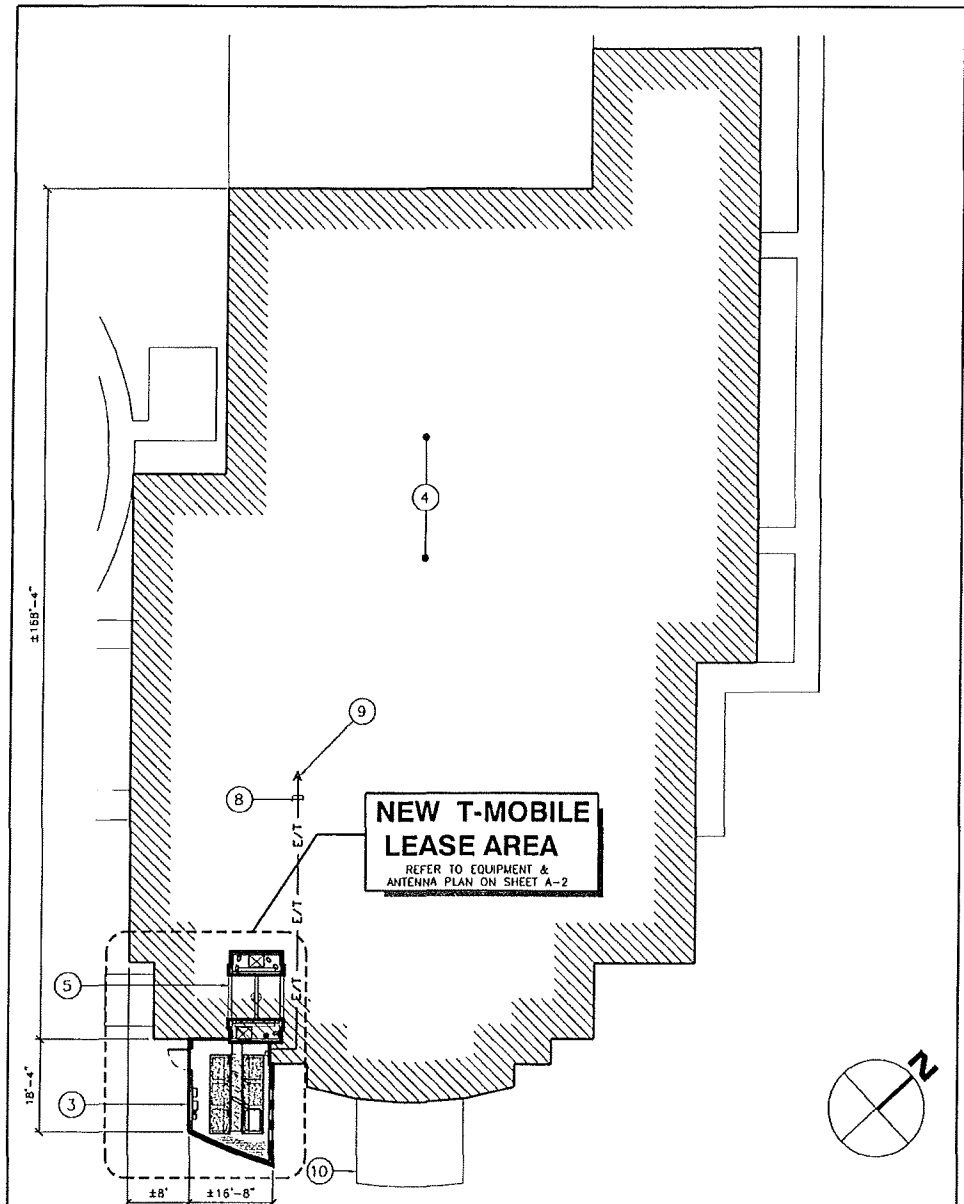 4
±168'-4"
9
8
E/T
E/T
E/T
NEW T-MOBILE
LEASE AREA
REFER TO EQUIPMENT &
ANTENNA PLAN ON SHEET A-2
5
3
18'-4"
10
N
±8'
±16'-8"